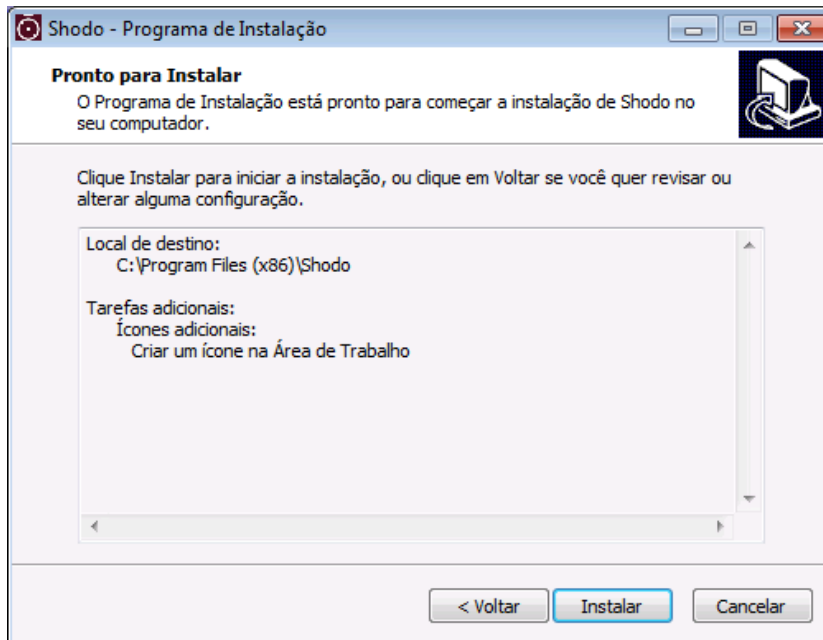 Shodo - Programa de Instalação
Pronto para Instalar
O Programa de Instalação está pronto para começar a instalação de Shodo no
seu computador.
Clique Instalar para iniciar a instalação, ou clique em Voltar se você quer revisar ou
alterar alguma configuração.
Local de destino:
C:\Program Files (x86)\Shodo
Tarefas adicionais:
Ícones adicionais:
Criar um ícone na Área de Trabalho
< Voltar
Instalar
Cancelar